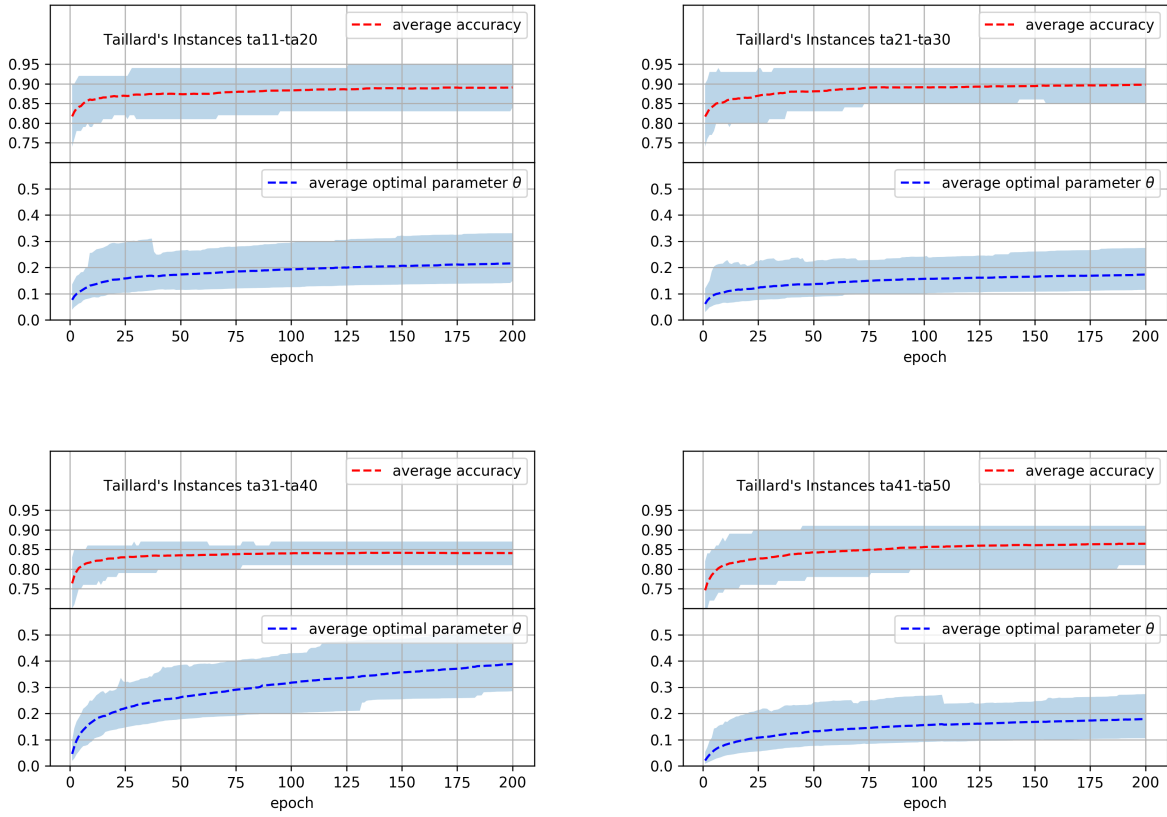 average accuracy
Taillard's Instances ta11-ta20
0.95
0.90
0.85
0.80
0.75
average optimal parameter θ
0.5
0.4
0.3
0.2
0.1
0.0
0 25 50 75 100 125 150 175 200
epoch
average accuracy
Taillard's Instances ta21-ta30
0.95
0.90
0.85
0.80
0.75
average optimal parameter θ
0.5
0.4
0.3
0.2
0.1
0.0
0 25 50 75 100 125 150 175 200
epoch
average accuracy
Taillard's Instances ta31-ta40
0.95
0.90
0.85
0.80
0.75
average optimal parameter θ
0.5
0.4
0.3
0.2
0.1
0.0
0 25 50 75 100 125 150 175 200
epoch
average accuracy
Taillard's Instances ta41-ta50
0.95
0.90
0.85
0.80
0.75
average optimal parameter θ
0.5
0.4
0.3
0.2
0.1
0.0
0 25 50 75 100 125 150 175 200
epoch